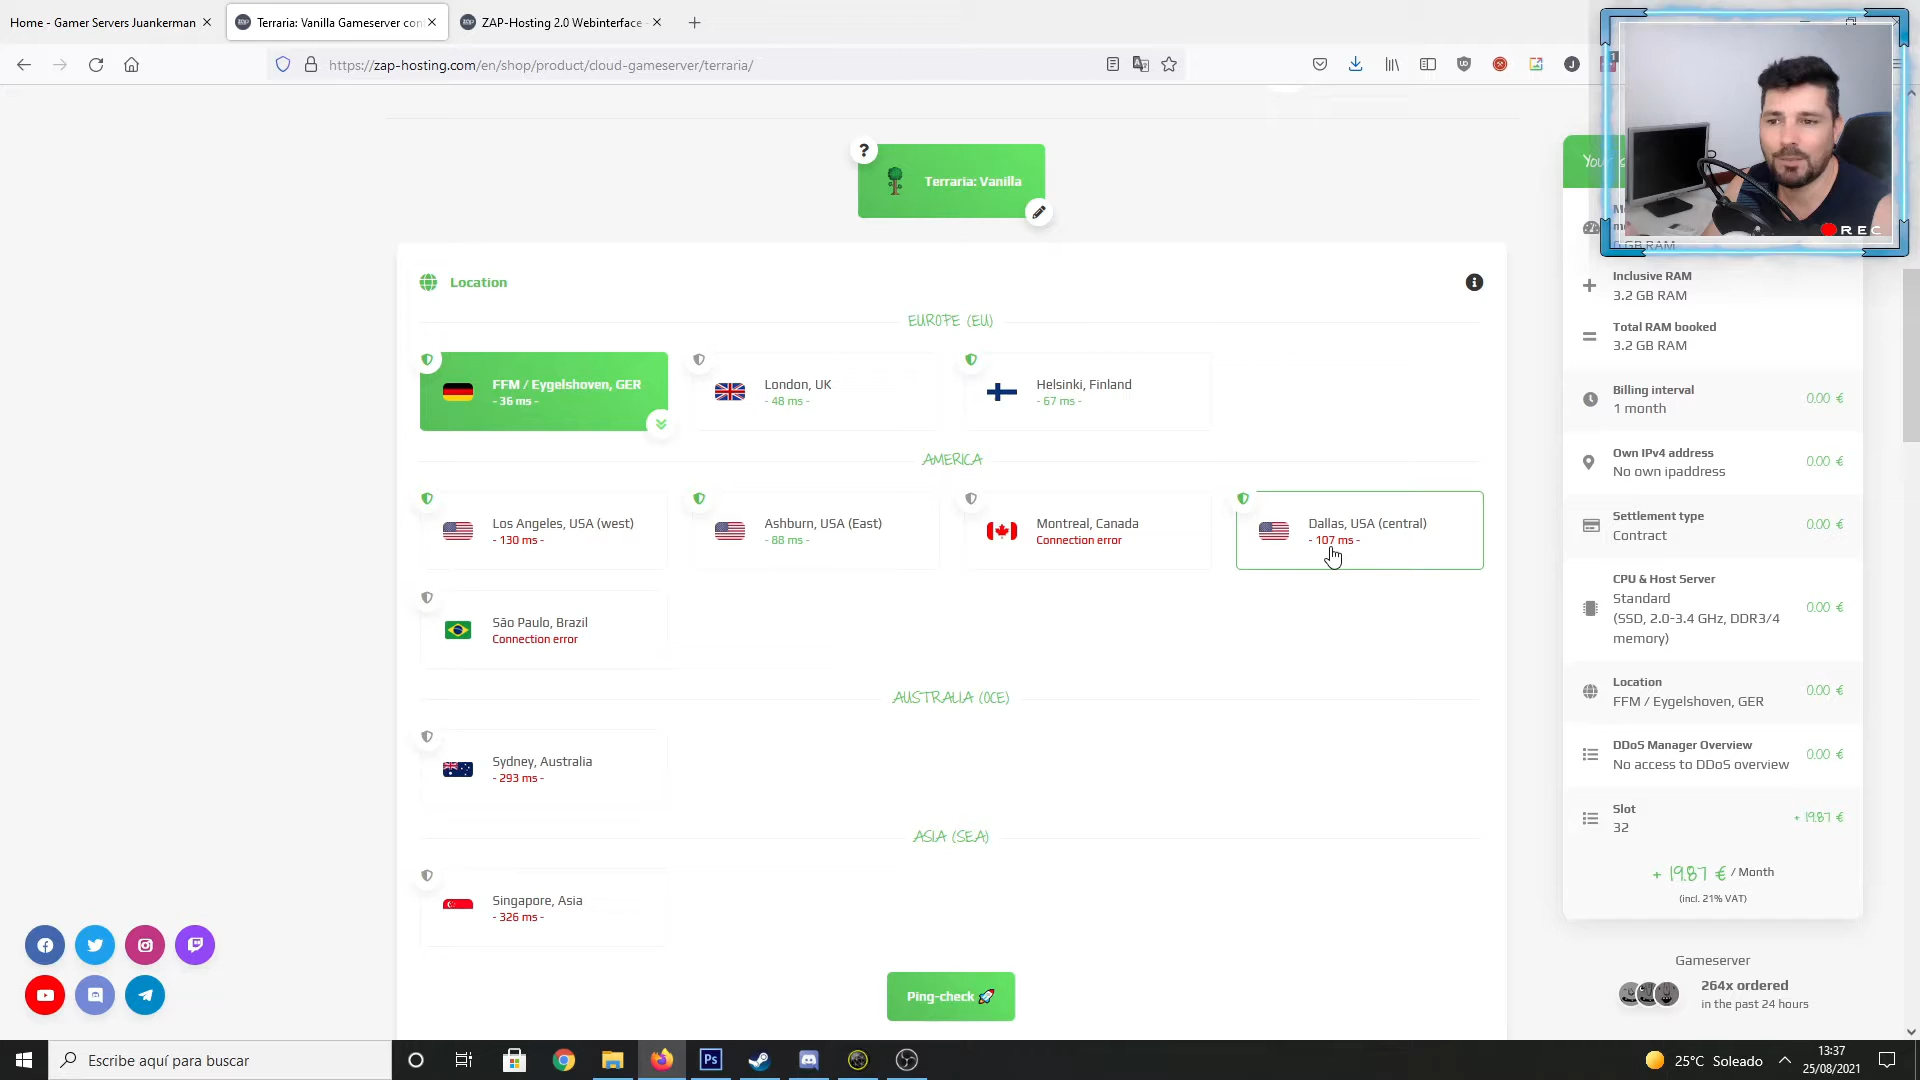 Home - Gamer Servers Juankerman
Terraria: Vanilla Gameserver con
ZAP-Hosting 2.0 Webinterface -
https://zap-hosting.com/en/shop/product/cloud-gameserver/terraria/
REC
?
Terraria: Vanilla
Location
EUROPE (EU)
FFM / Eygelshoven, GER
- 36 ms -
London, UK
- 48 ms -
Helsinki, Finland
- 67 ms -
AMERICA
Los Angeles, USA (west)
- 130 ms -
Ashburn, USA (East)
- 88 ms -
Montreal, Canada
Connection error
Dallas, USA (central)
- 107 ms -
São Paulo, Brazil
Connection error
AUSTRALIA (OCE)
Sydney, Australia
- 293 ms -
ASIA (SEA)
Singapore, Asia
- 326 ms -
Ping-check
Inclusive RAM
3.2 GB RAM
Total RAM booked
3.2 GB RAM
Billing interval
1 month
0.00 €
Own IPv4 address
No own ipaddress
0.00 €
Settlement type
Contract
0.00 €
CPU & Host Server
Standard
(SSD, 2.0-3.4 GHz, DDR3/4
memory)
0.00 €
Location
FFM / Eygelshoven, GER
0.00 €
DDoS Manager Overview
No access to DDoS overview
0.00 €
Slot
32
+ 19.87 €
+ 19.87 € / Month
(incl. 21% VAT)
Gameserver
264x ordered
in the past 24 hours
Escribe aquí para buscar
Ps
25°C Soleado
13:37
25/08/2021